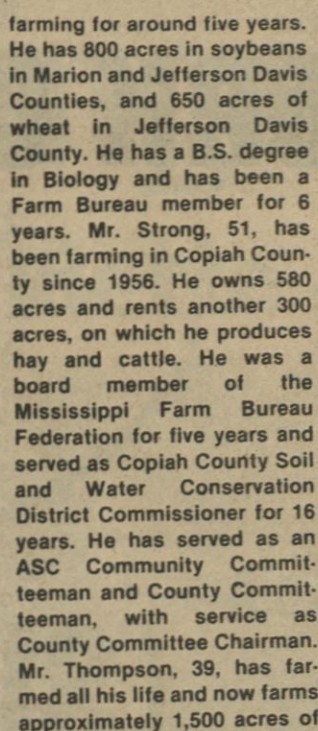 farming for around five years.
He has 800 acres in soybeans
in Marion and Jefferson Davis
Counties, and 650 acres of
wheat in Jefferson Davis
County. He has a B.S. degree
in Biology and has been a
Farm Bureau member for 6
years. Mr. Strong, 51, has
been farming in Copiah Coun-
ty since 1956. He owns 580
acres and rents another 300
acres, on which he produces
hay and cattle. He was a
board member of the
Mississippi Farm Bureau
Federation for five years and
served as Copiah County Soil
and Water Conservation
District Commissioner for 16
years. He has served as an
ASC Community Commit-
teeman and County Commit-
teeman, with service as
County Committee Chairman.
Mr. Thompson, 39, has far-
med all his life and now farms
approximately 1,500 acres of